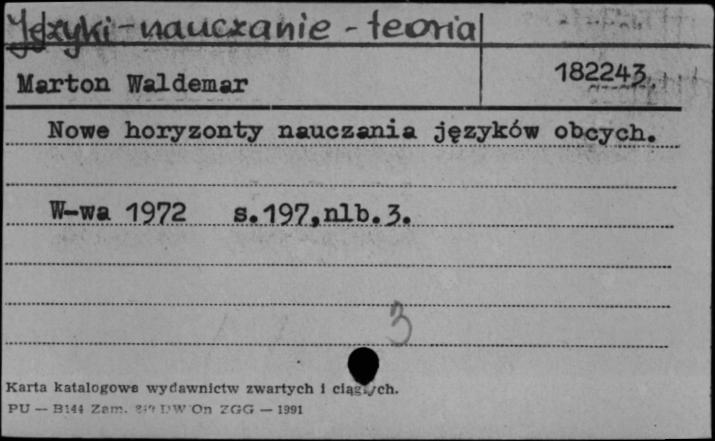 Języki - nauczanie - teoria
Marton Waldemar 182243
Nowe horyzonty nauczania języków obcych.
W-wa 1972 s.197,nlb.3.
3
Karta katalogowe wydawnictw zwartych i ciągłych.
PU — B144 Zam. DW On ZGG — 1991